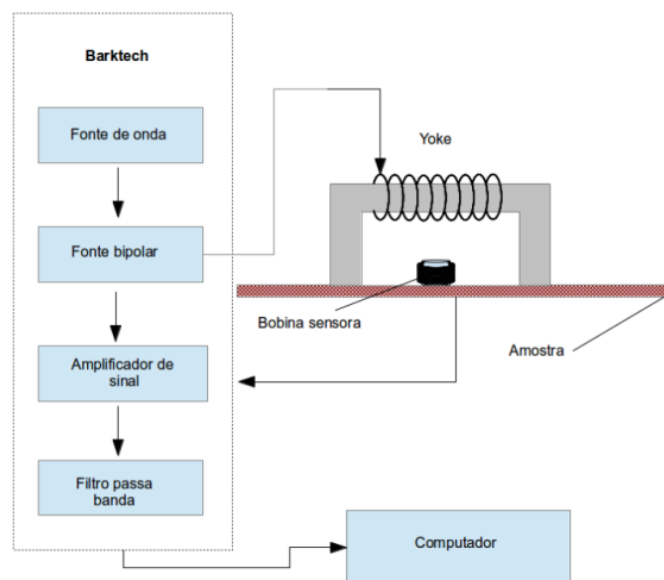 Barktech
Fonte de onda
Yoke
Fonte bipolar
Bobina sensora
Amostra
Amplificador de
sinal
Filtro passa
banda
Computador